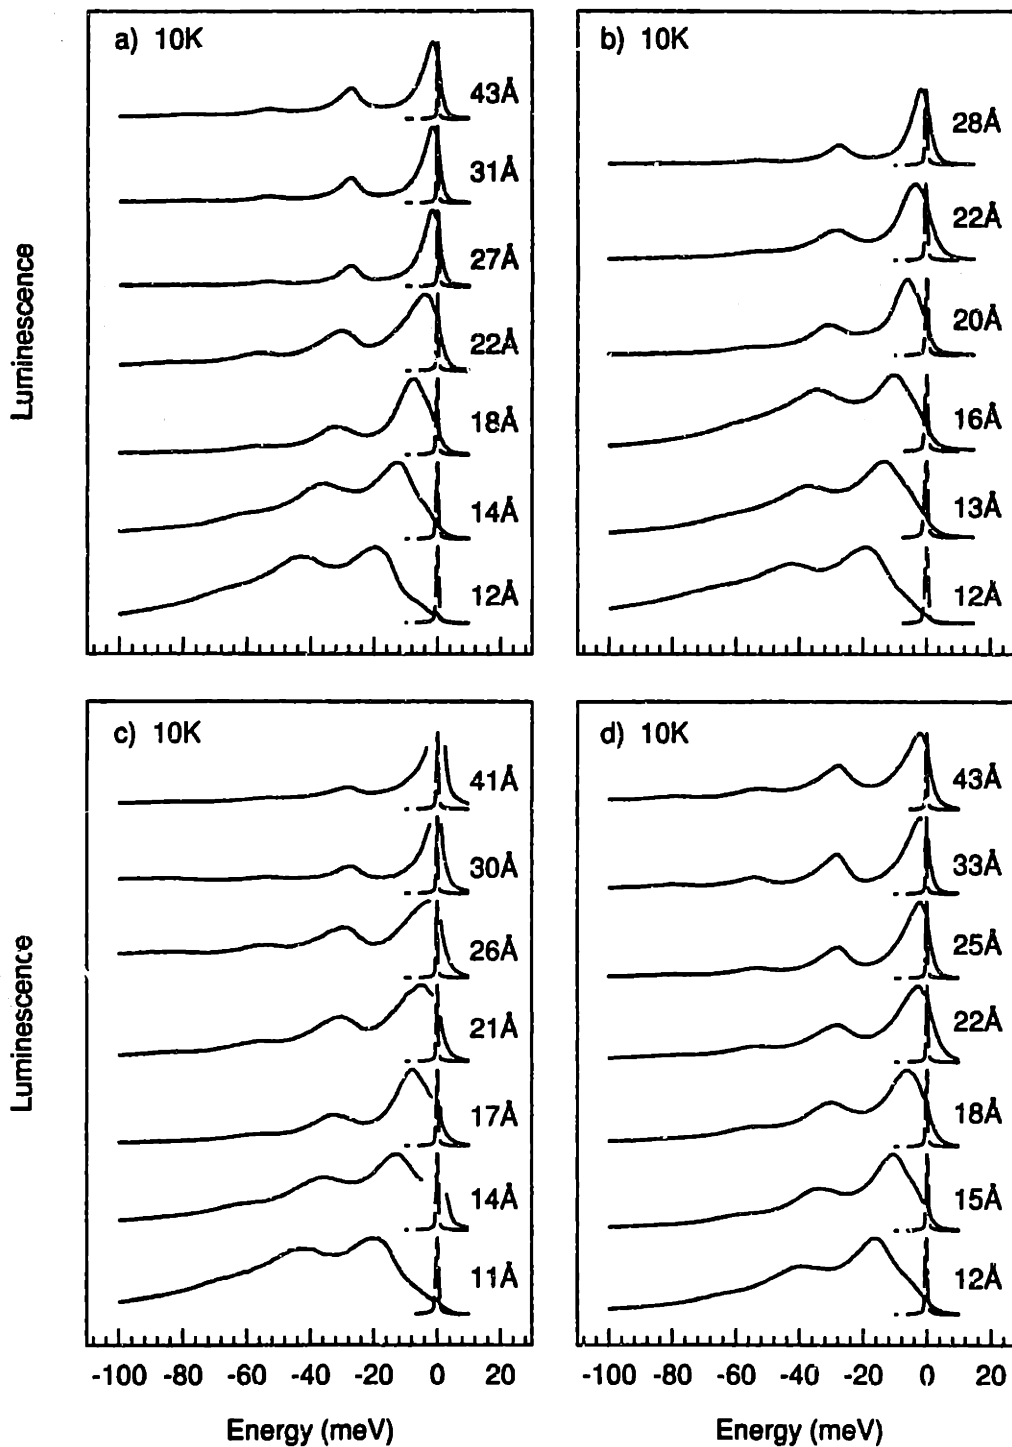 a) 10K
43Å
31Å
27Å
22Å
18Å
14Å
12Å
Luminescence
b) 10K
28Å
22Å
20Å
16Å
13Å
12Å
c) 10K
41Å
30Å
26Å
21Å
17Å
14Å
11Å
Luminescence
-100 -80 -60 -40 -20 0 20
Energy (meV)
d) 10K
43Å
33Å
25Å
22Å
18Å
15Å
12Å
-100 -80 -60 -40 -20 0 20
Energy (meV)